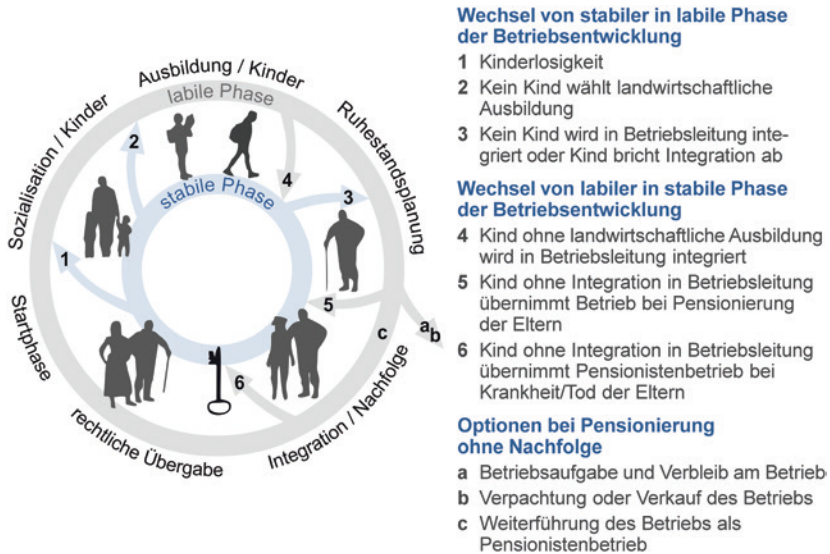 Ausbildung / Kinder
labile Phase
Sozialisation / Kinder
Ruhestandsplanung
2
4
stabile Phase
3
1
5
Startphase
c
a
b
6
rechtliche Übergabe
Integration / Nachfolge
Wechsel von stabiler in labile Phase
der Betriebsentwicklung
1 Kinderlosigkeit
2 Kein Kind wählt landwirtschaftliche
Ausbildung
3 Kein Kind wird in Betriebsleitung inte-
griert oder Kind bricht Integration ab
Wechsel von labiler in stabile Phase
der Betriebsentwicklung
4 Kind ohne landwirtschaftliche Ausbildung
wird in Betriebsleitung integriert
5 Kind ohne Integration in Betriebsleitung
übernimmt Betrieb bei Pensionierung
der Eltern
6 Kind ohne Integration in Betriebsleitung
übernimmt Pensionistenbetrieb bei
Krankheit/Tod der Eltern
Optionen bei Pensionierung
ohne Nachfolge
a Betriebsaufgabe und Verbleib am Betrieb
b Verpachtung oder Verkauf des Betriebs
c Weiterführung des Betriebs als
Pensionistenbetrieb